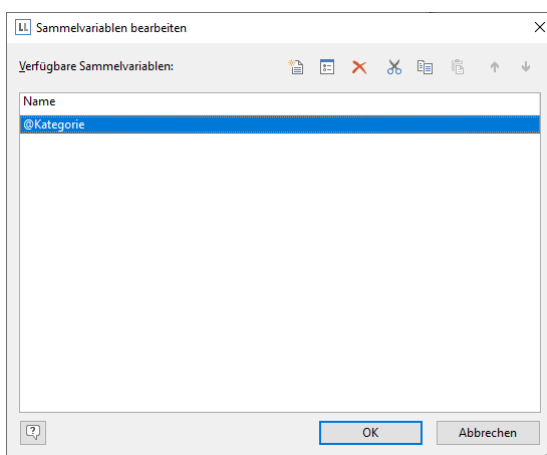 LL Sammelvariablen bearbeiten
Verfügbare Sammelvariablen:
Name
@Kategorie
OK Abbrechen